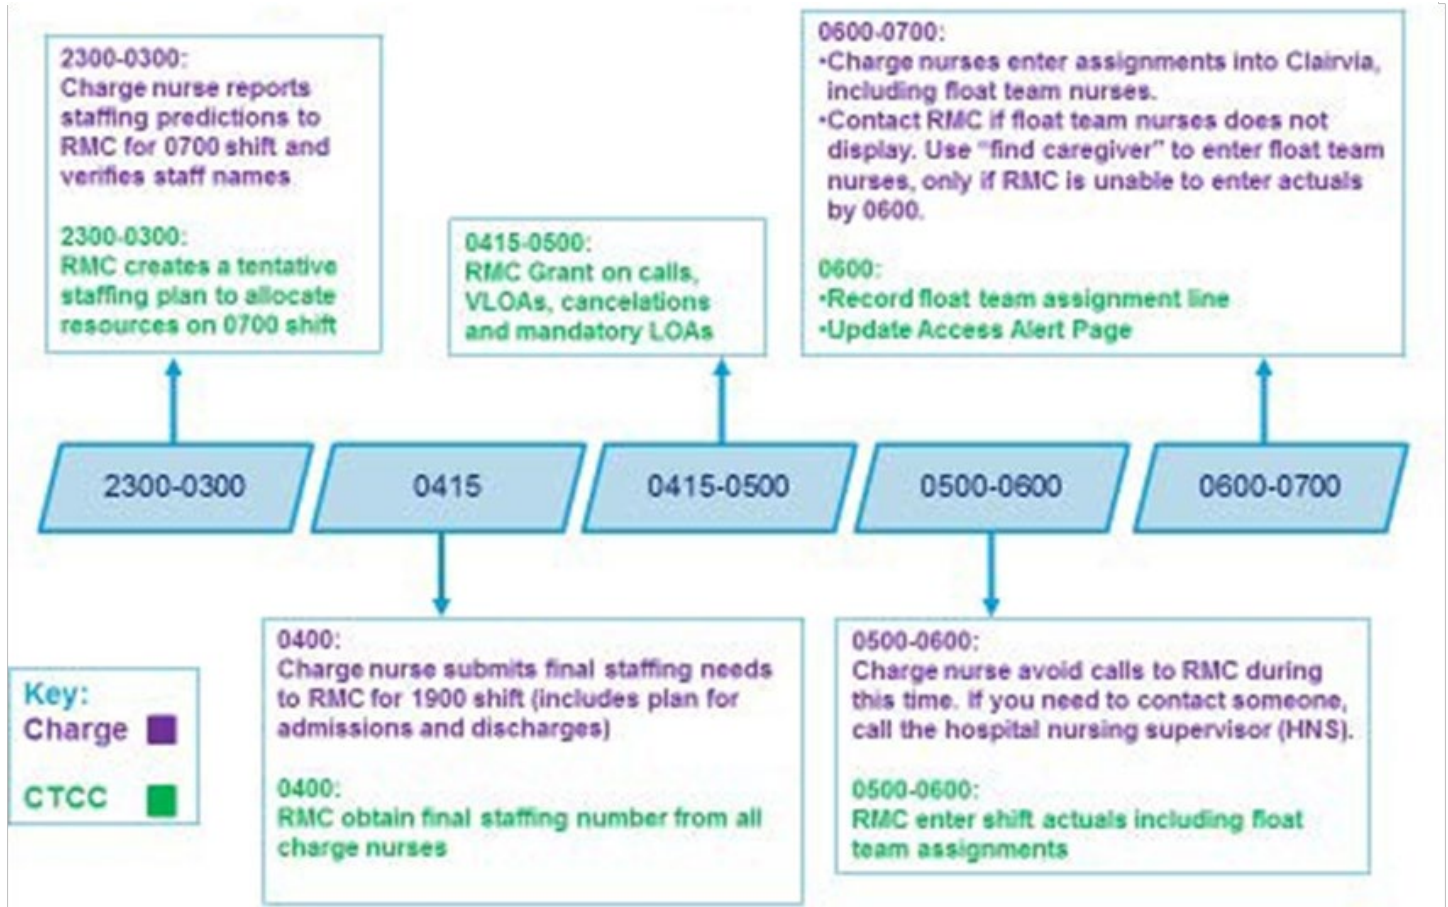 2300-0300:
Charge nurse reports
staffing predictions to
RMC for 0700 shift and
verifies staff names
2300-0300:
RMC creates a tentative
staffing plan to allocate
resources on 0700 shift
0415-0500:
RMC Grant on calls,
VLOAs, cancelations
and mandatory LOAs
0600-0700:
•Charge nurses enter assignments into Clairvia,
including float team nurses.
•Contact RMC if float team nurses does not
display. Use "find caregiver" to enter float team
nurses, only if RMC is unable to enter actuals
by 0600.
0600:
•Record float team assignment line
•Update Access Alert Page
2300-0300
0415
0415-0500
0500-0600
0600-0700
Key:
Charge
CTCC
0400:
Charge nurse submits final staffing needs
to RMC for 1900 shift (includes plan for
admissions and discharges)
0400:
RMC obtain final staffing number from all
charge nurses
0500-0600:
Charge nurse avoid calls to RMC during
this time. If you need to contact someone,
call the hospital nursing supervisor (HNS).
0500-0600:
RMC enter shift actuals including float
team assignments